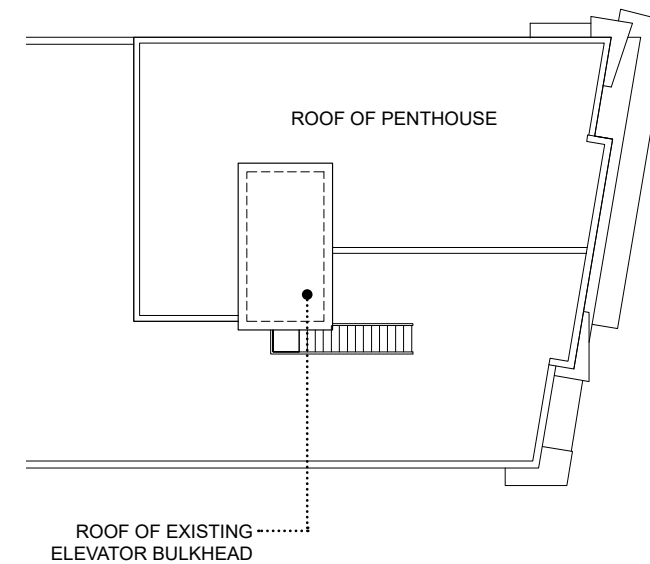 ROOF OF PENTHOUSE
ROOF OF EXISTING
ELEVATOR BULKHEAD